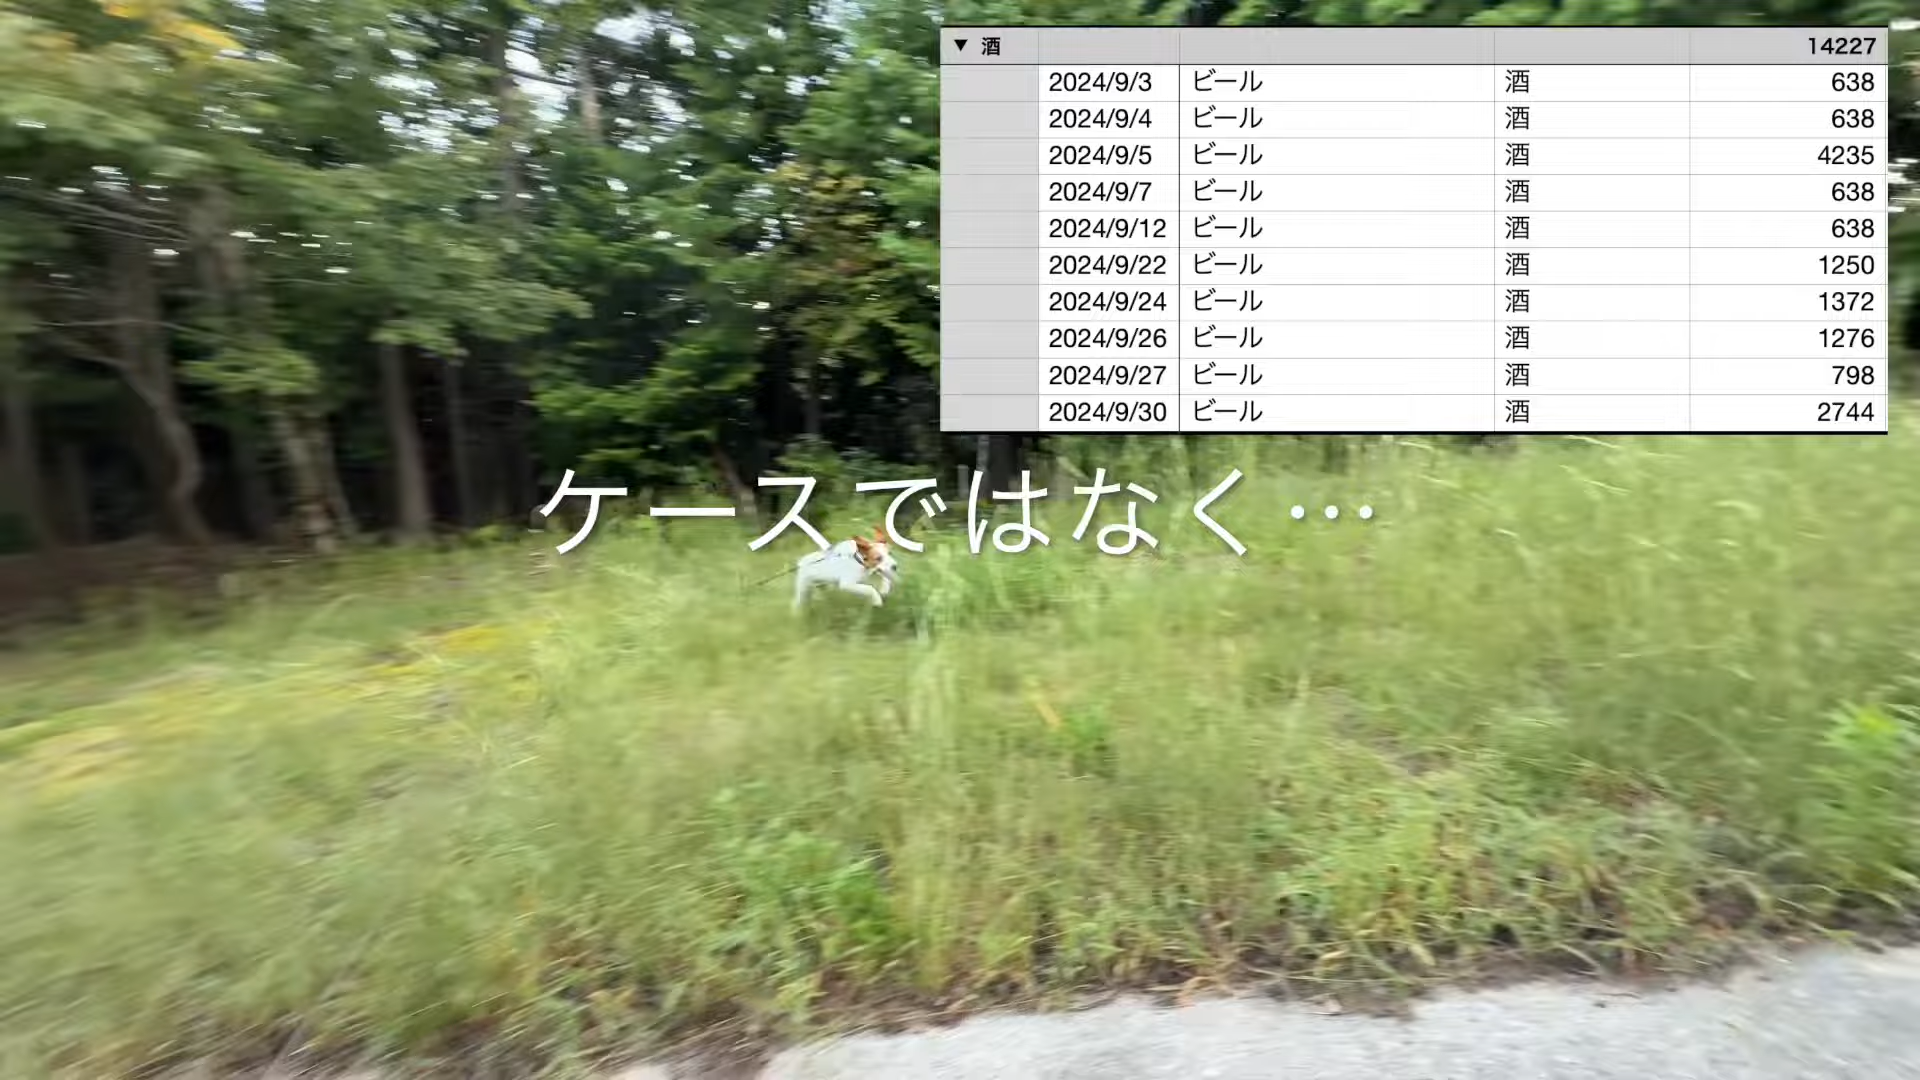 ▼ 酒 14227
2024/9/3 ビール 酒 638
2024/9/4 ビール 酒 638
2024/9/5 ビール 酒 4235
2024/9/7 ビール 酒 638
2024/9/12 ビール 酒 638
2024/9/22 ビール 酒 1250
2024/9/24 ビール 酒 1372
2024/9/26 ビール 酒 1276
2024/9/27 ビール 酒 798
2024/9/30 ビール 酒 2744
ケースではなく…